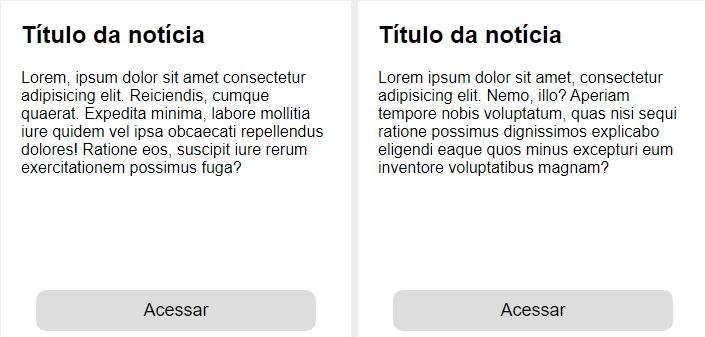 Título da notícia
Lorem, ipsum dolor sit amet consectetur
adipisicing elit. Reiciendis, cumque
quaerat. Expedita minima, labore mollitia
iure quidem vel ipsa obcaecati repellendus
dolores! Ratione eos, suscipit iure rerum
exercitationem possimus fuga?
Acessar
Título da notícia
Lorem ipsum dolor sit amet, consectetur
adipisicing elit. Nemo, illo? Aperiam
tempore nobis voluptatum, quas nisi sequi
ratione possimus dignissimos explicabo
eligendi eaque quos minus excepturi eum
inventore voluptatibus magnam?
Acessar